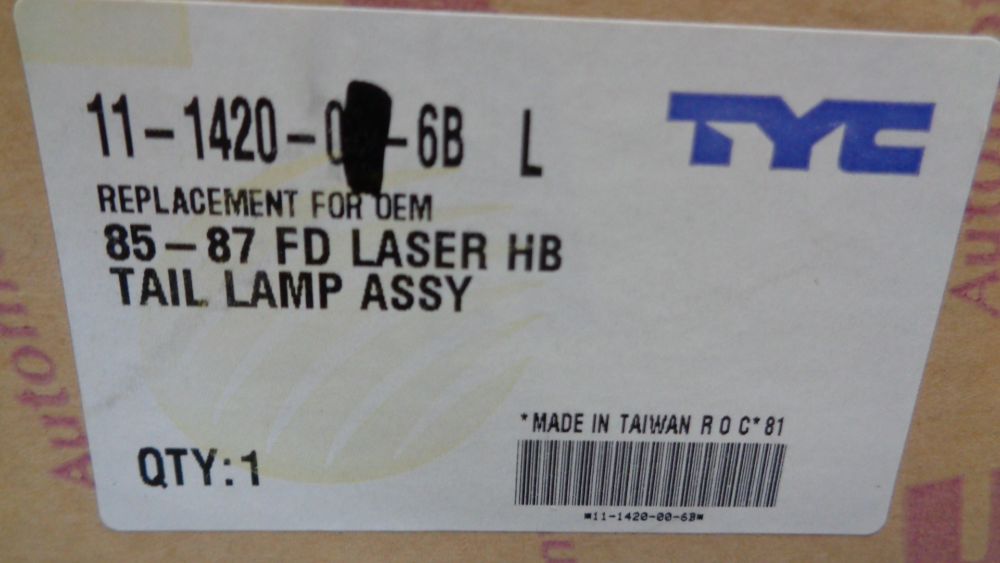 11-1420-0 -6B L
TYC
REPLACEMENT FOR OEM
85-87 FD LASER HB
TAIL LAMP ASSY
*MADE IN TAIWAN R O C*81
QTY:1
*11-1420-00-6B*